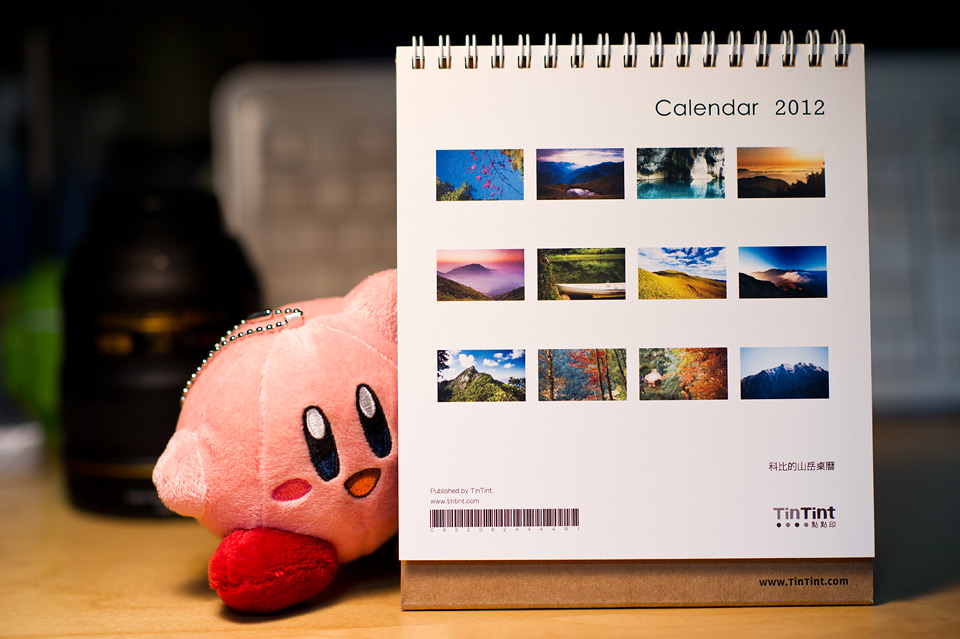 Calendar 2012
科比的山岳桌曆
Published by TinTint.
www.tintint.com
TinTint
點點印
www.TinTint.com